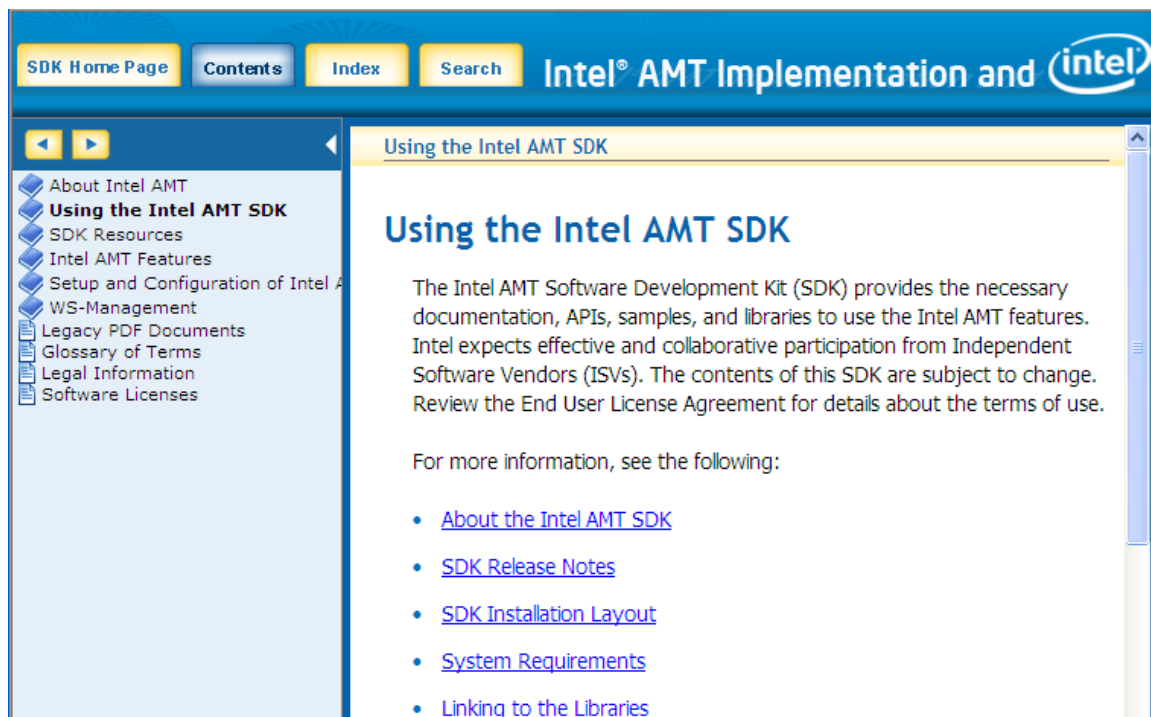 SDK Home Page
Contents
Index
Search
Intel® AMT Implementation and
intel
Using the Intel AMT SDK
About Intel AMT
Using the Intel AMT SDK
SDK Resources
Intel AMT Features
Setup and Configuration of Intel
WS-Management
Legacy PDF Documents
Glossary of Terms
Legal Information
Software Licenses
Using the Intel AMT SDK
The Intel AMT Software Development Kit (SDK) provides the necessary
documentation, APIs, samples, and libraries to use the Intel AMT features.
Intel expects effective and collaborative participation from Independent
Software Vendors (ISVs). The contents of this SDK are subject to change.
Review the End User License Agreement for details about the terms of use.
For more information, see the following:
• About the Intel AMT SDK
• SDK Release Notes
• SDK Installation Layout
• System Requirements
• Linking to the Libraries